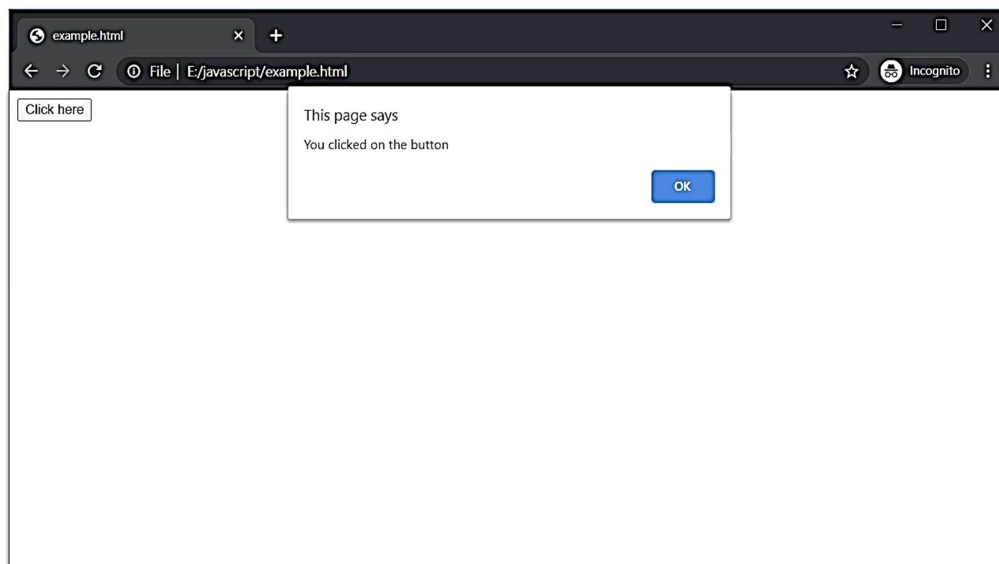 example.html
File | E:/javascript/example.html
Incognito
Click here
This page says
You clicked on the button
OK